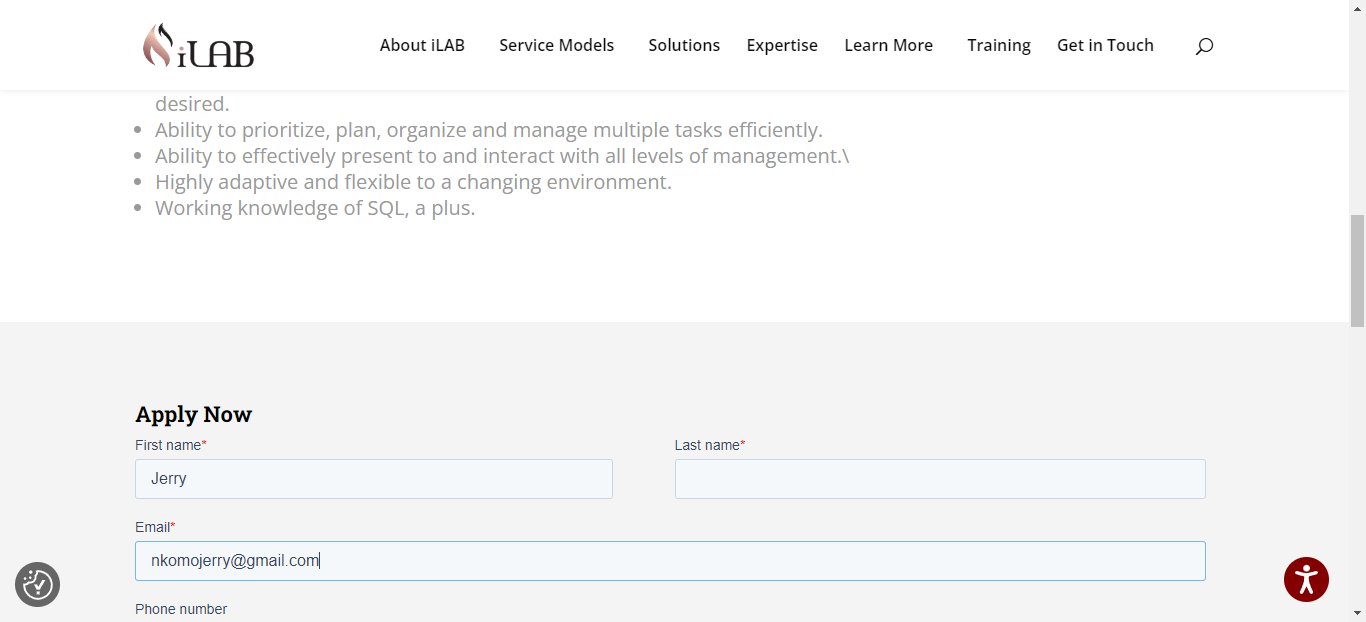 iLAB
About iLAB Service Models Solutions Expertise Learn More Training Get in Touch
desired.
Ability to prioritize, plan, organize and manage multiple tasks efficiently.
Ability to effectively present to and interact with all levels of management.\
Highly adaptive and flexible to a changing environment.
Working knowledge of SQL, a plus.
Apply Now
First name* Last name*
Jerry
Email*
nkomojerry@gmail.com
Phone number